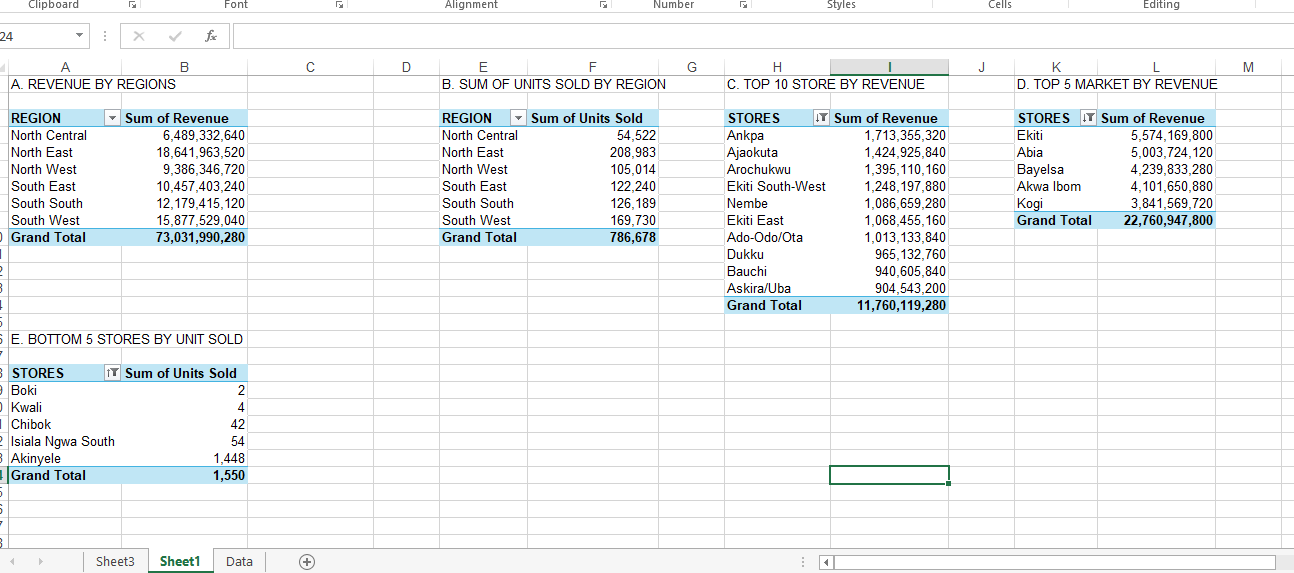 Clipboard Font Alignment Number Styles Cells Editing
24 fx
A B C D E F G H I J K L M
A. REVENUE BY REGIONS B. SUM OF UNITS SOLD BY REGION C. TOP 10 STORE BY REVENUE D. TOP 5 MARKET BY REVENUE
REGION Sum of Revenue REGION Sum of Units Sold STORES Sum of Revenue STORES Sum of Revenue
North Central 6,489,332,640 North Central 54,522 Ankpa 1,713,355,320 Ekiti 5,574,169,800
North East 18,641,963,520 North East 208,983 Ajaokuta 1,424,925,840 Abia 5,003,724,120
North West 9,386,346,720 North West 105,014 Arochukwu 1,395,110,160 Bayelsa 4,239,833,280
South East 10,457,403,240 South East 122,240 Ekiti South-West 1,248,197,880 Akwa Ibom 4,101,650,880
South South 12,179,415,120 South South 126,189 Nembe 1,086,659,280 Kogi 3,841,569,720
South West 15,877,529,040 South West 169,730 Ekiti East 1,068,455,160 Grand Total 22,760,947,800
Grand Total 73,031,990,280 Grand Total 786,678 Ado-Odo/Ota 1,013,133,840
Dukku 965,132,760
Bauchi 940,605,840
Askira/Uba 904,543,200
Grand Total 11,760,119,280
E. BOTTOM 5 STORES BY UNIT SOLD
STORES Sum of Units Sold
Boki 2
Kwali 4
Chibok 42
Isiala Ngwa South 54
Akinyele 1,448
Grand Total 1,550
Sheet3 Sheet1 Data